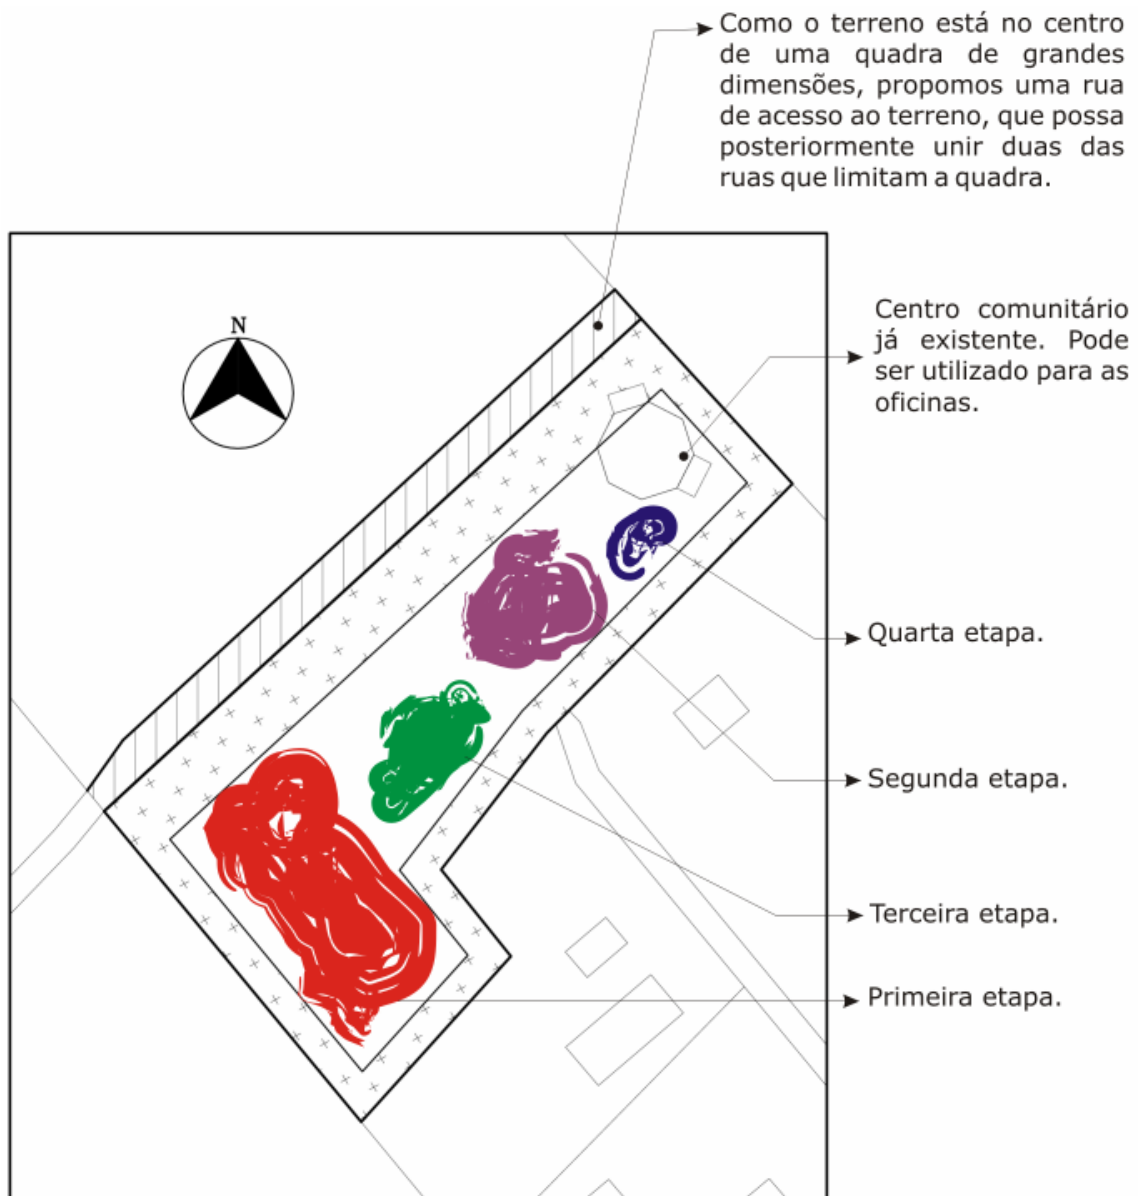 Como o terreno está no centro
de uma quadra de grandes
dimensões, propomos uma rua
de acesso ao terreno, que possa
posteriormente unir duas das
ruas que limitam a quadra.
Centro comunitário
já existente. Pode
ser utilizado para as
oficinas.
N
Quarta etapa.
Segunda etapa.
Terceira etapa.
Primeira etapa.